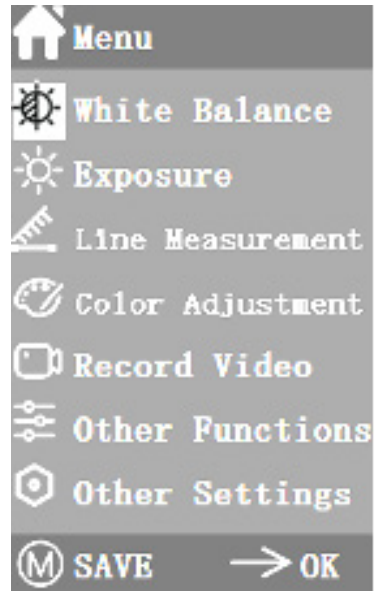 Menu
White Balance
Exposure
Line Measurement
Color Adjustment
Record Video
Other Functions
Other Settings
M SAVE → OK